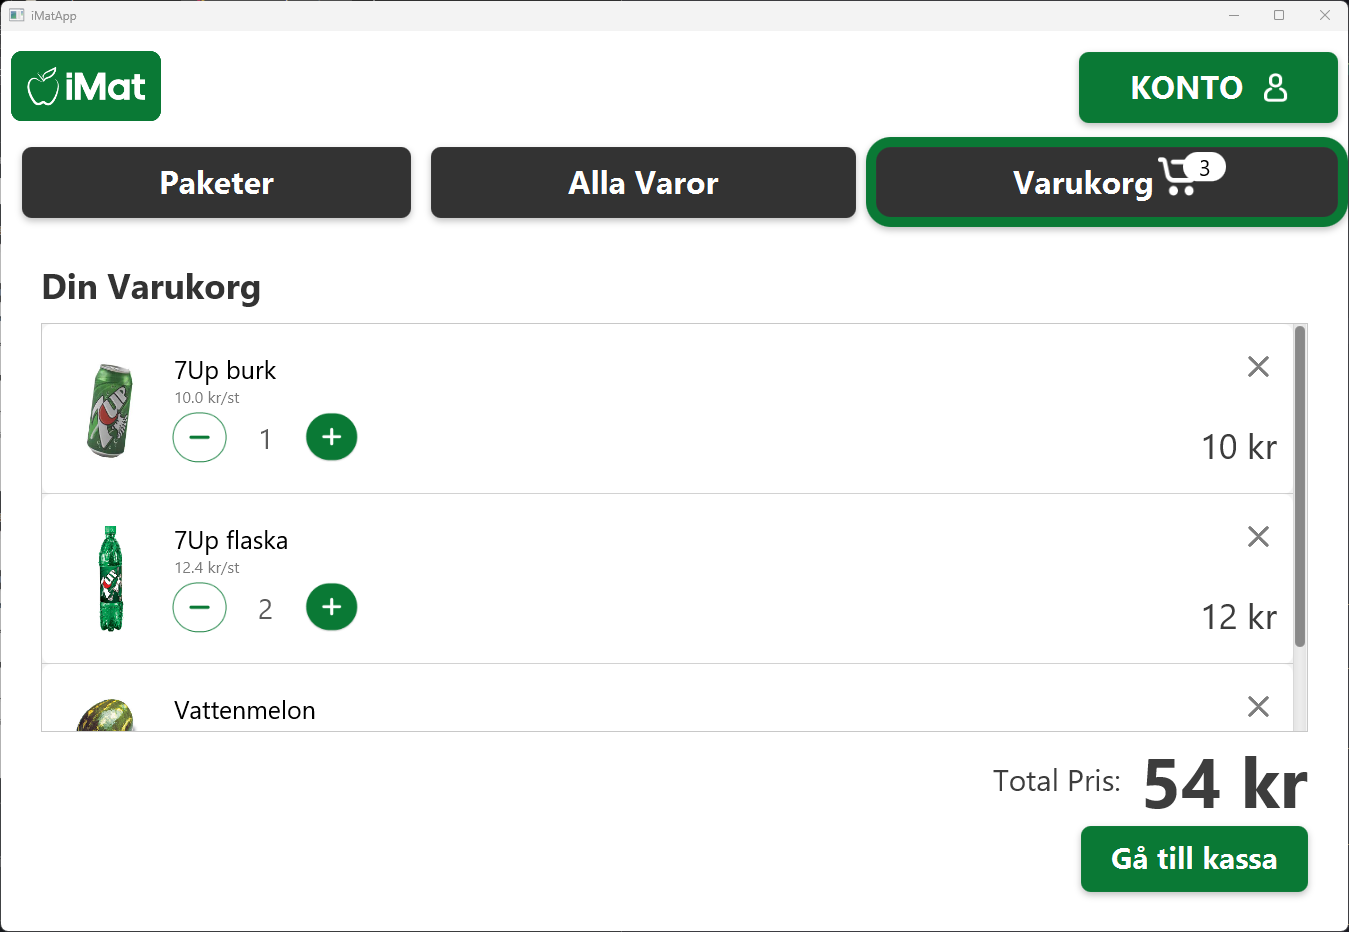 iMatApp
iMat
KONTO
Paketer
Alla Varor
Varukorg 3
Din Varukorg
7Up burk
10.0 kr/st
1
10 kr
7Up flaska
12.4 kr/st
2
12 kr
Vattenmelon
Total Pris: 54 kr
Gå till kassa